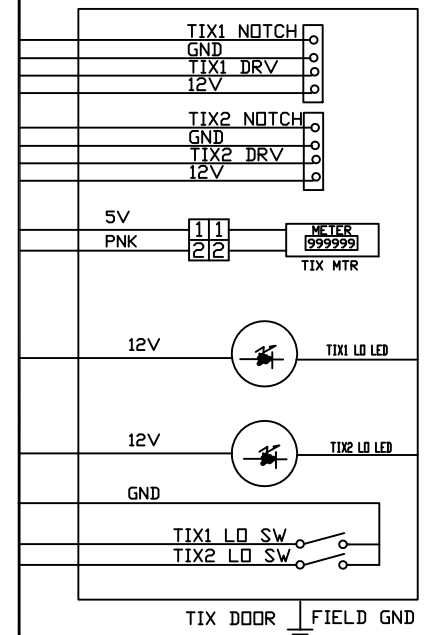 TIX1 NOTCH
GND
TIX1 DRV
12V
TIX2 NOTCH
GND
TIX2 DRV
12V
5V
1 1
METER
PNK
2 2
999999
TIX MTR
12V
TIX1 LO LED
12V
TIX2 LO LED
GND
TIX1 LO SW
TIX2 LO SW
TIX DOOR
FIELD GND